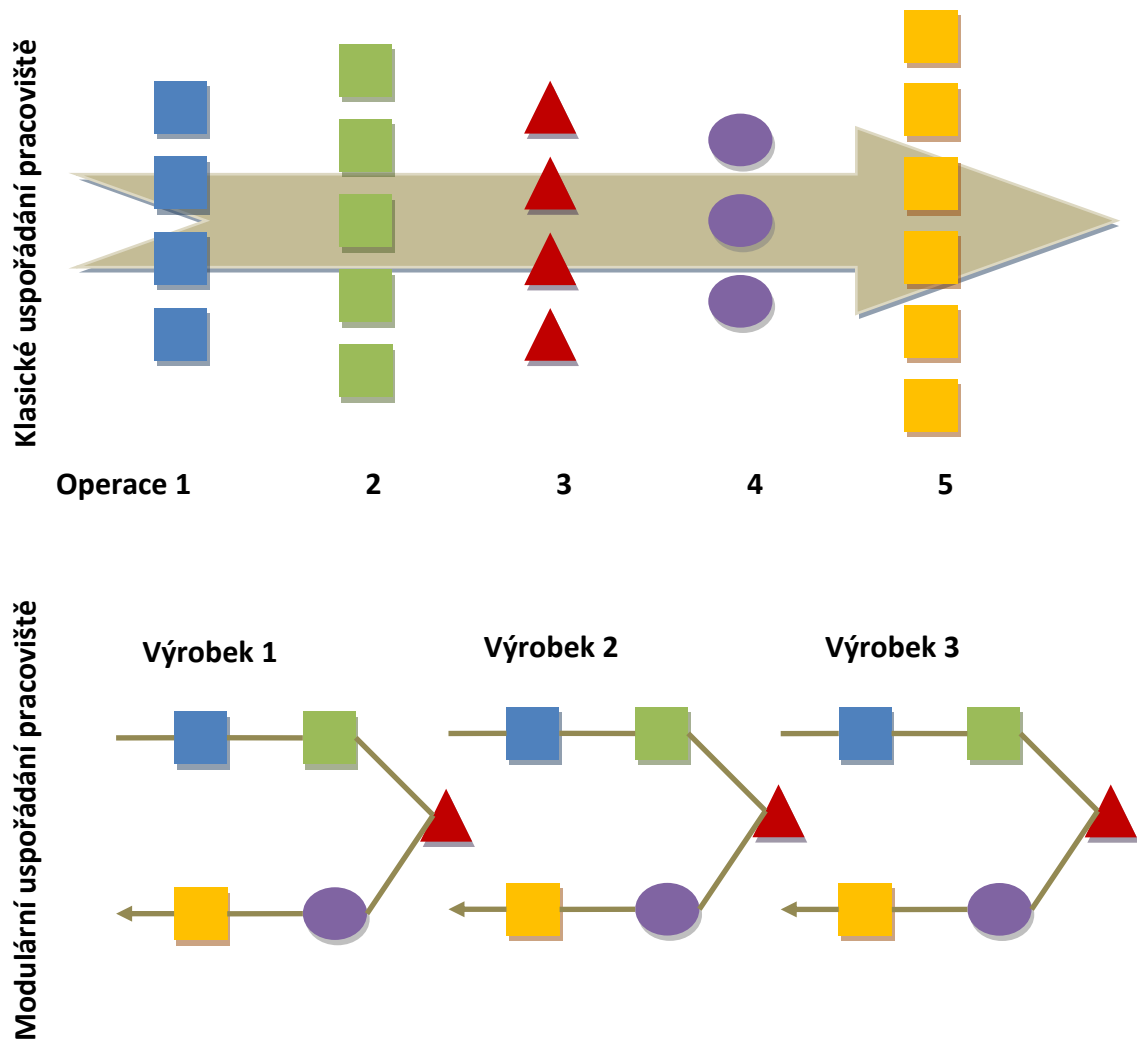 Klasické uspořádání pracoviště
Operace 1
2
3
4
5
Modulární uspořádání pracoviště
Výrobek 1
Výrobek 2
Výrobek 3